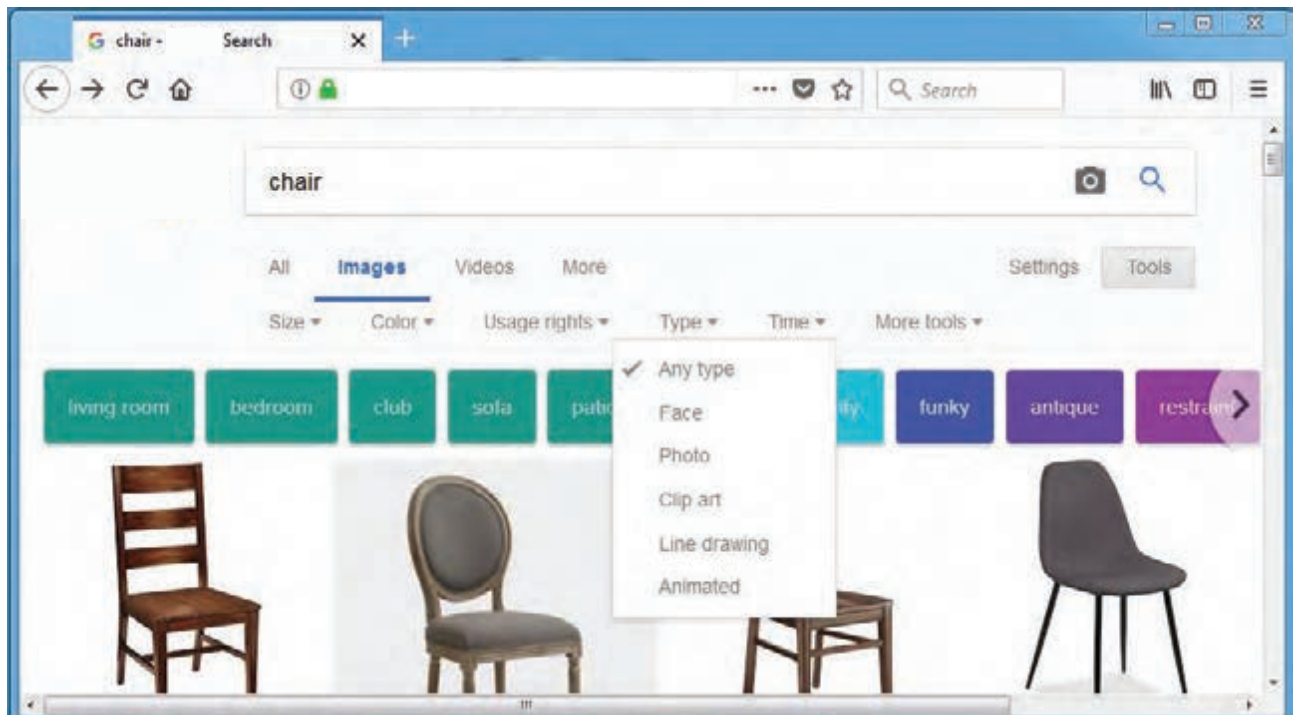 chair - Search
Search
chair
All Images Videos More Settings Tools
Size Color Usage rights Type Time More tools
Any type
living room bedroom club sofa funky antique
Face
Photo
Clip art
Line drawing
Animated